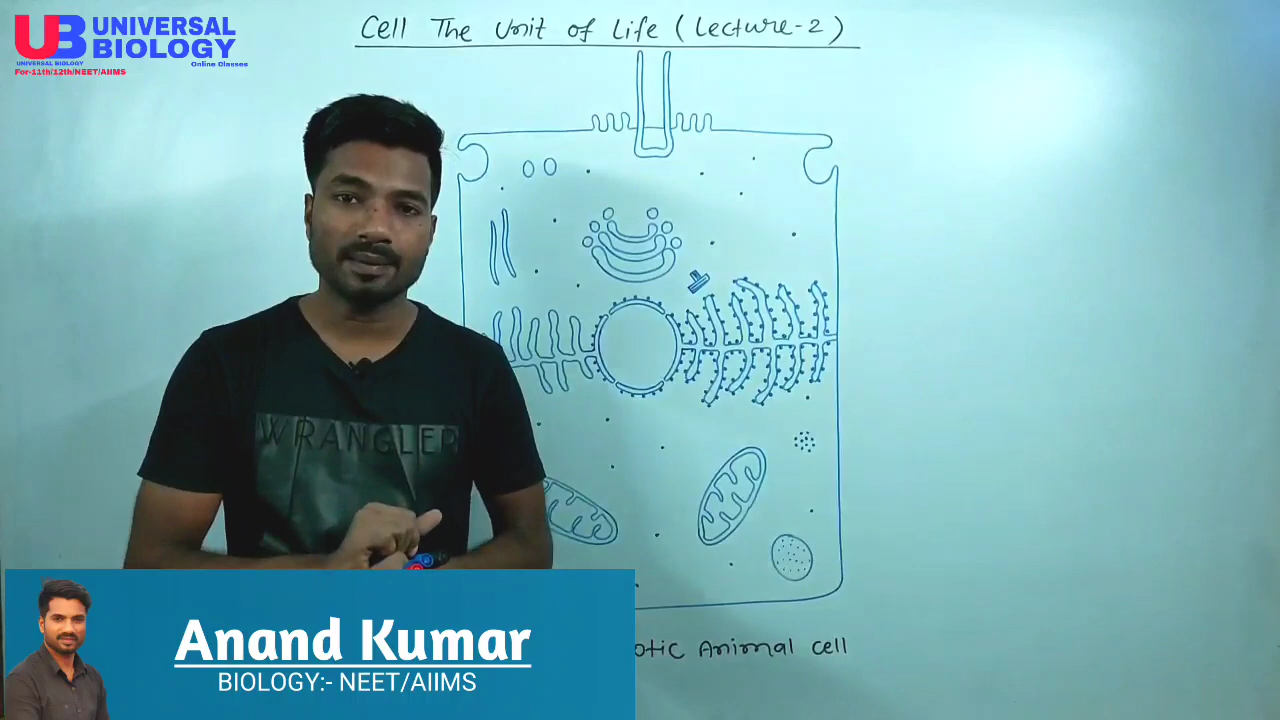 UB UNIVERSAL
BIOLOGY
UNIVERSAL BIOLOGY
Online Classes
For-11th/12th/NEET/AIIMS
Cell The Unit of Life (Lecture-2)
WRANGLER
otic Animal cell
Anand Kumar
BIOLOGY:- NEET/AIIMS